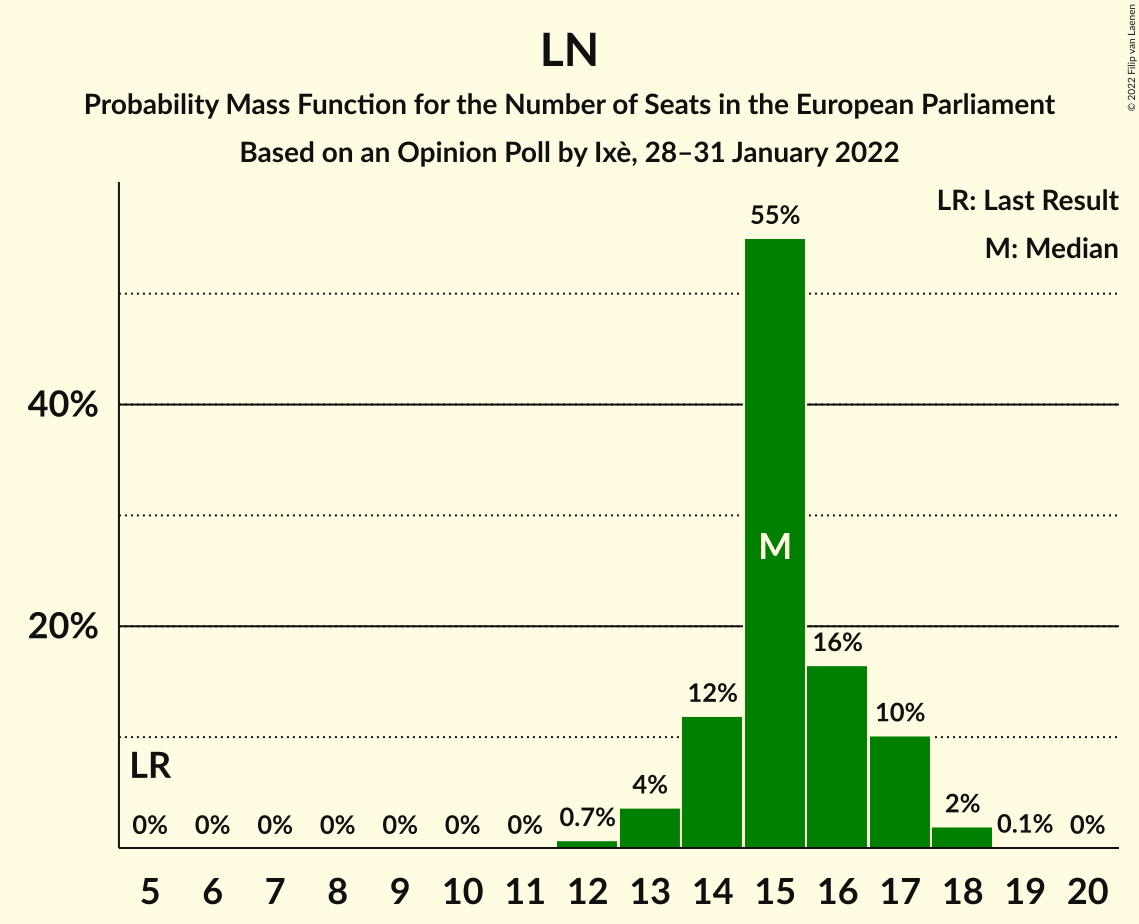 LN
Probability Mass Function for the Number of Seats in the European Parliament
Based on an Opinion Poll by Ixè, 28–31 January 2022
© 2022 Filip van Laenen
LR: Last Result
M: Median
55%
40%
M
20%
16%
12%
10%
LR
4%
2%
0% 0% 0% 0% 0% 0% 0% 0.7% 0.1% 0%
5 6 7 8 9 10 11 12 13 14 15 16 17 18 19 20